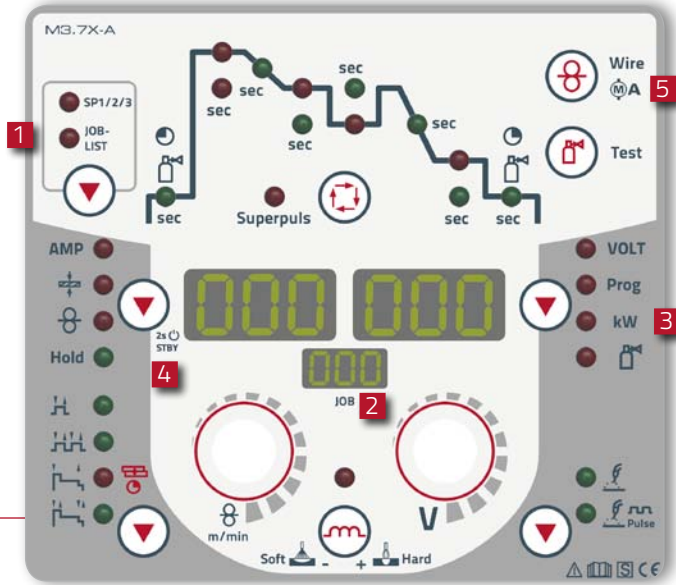 M3.7X-A
sec
sec
sec
sec
sec
sec
sec
sec
sec
Wire
5
M A
Test
1
SP1/2/3
JOB-
LIST
Superpuls
AMP
Hold
000
000
2s
STBY
4
000
JOB
2
VOLT
Prog
kW
3
m/min
V
Soft
-
+
Hard
Pulse
S
CE